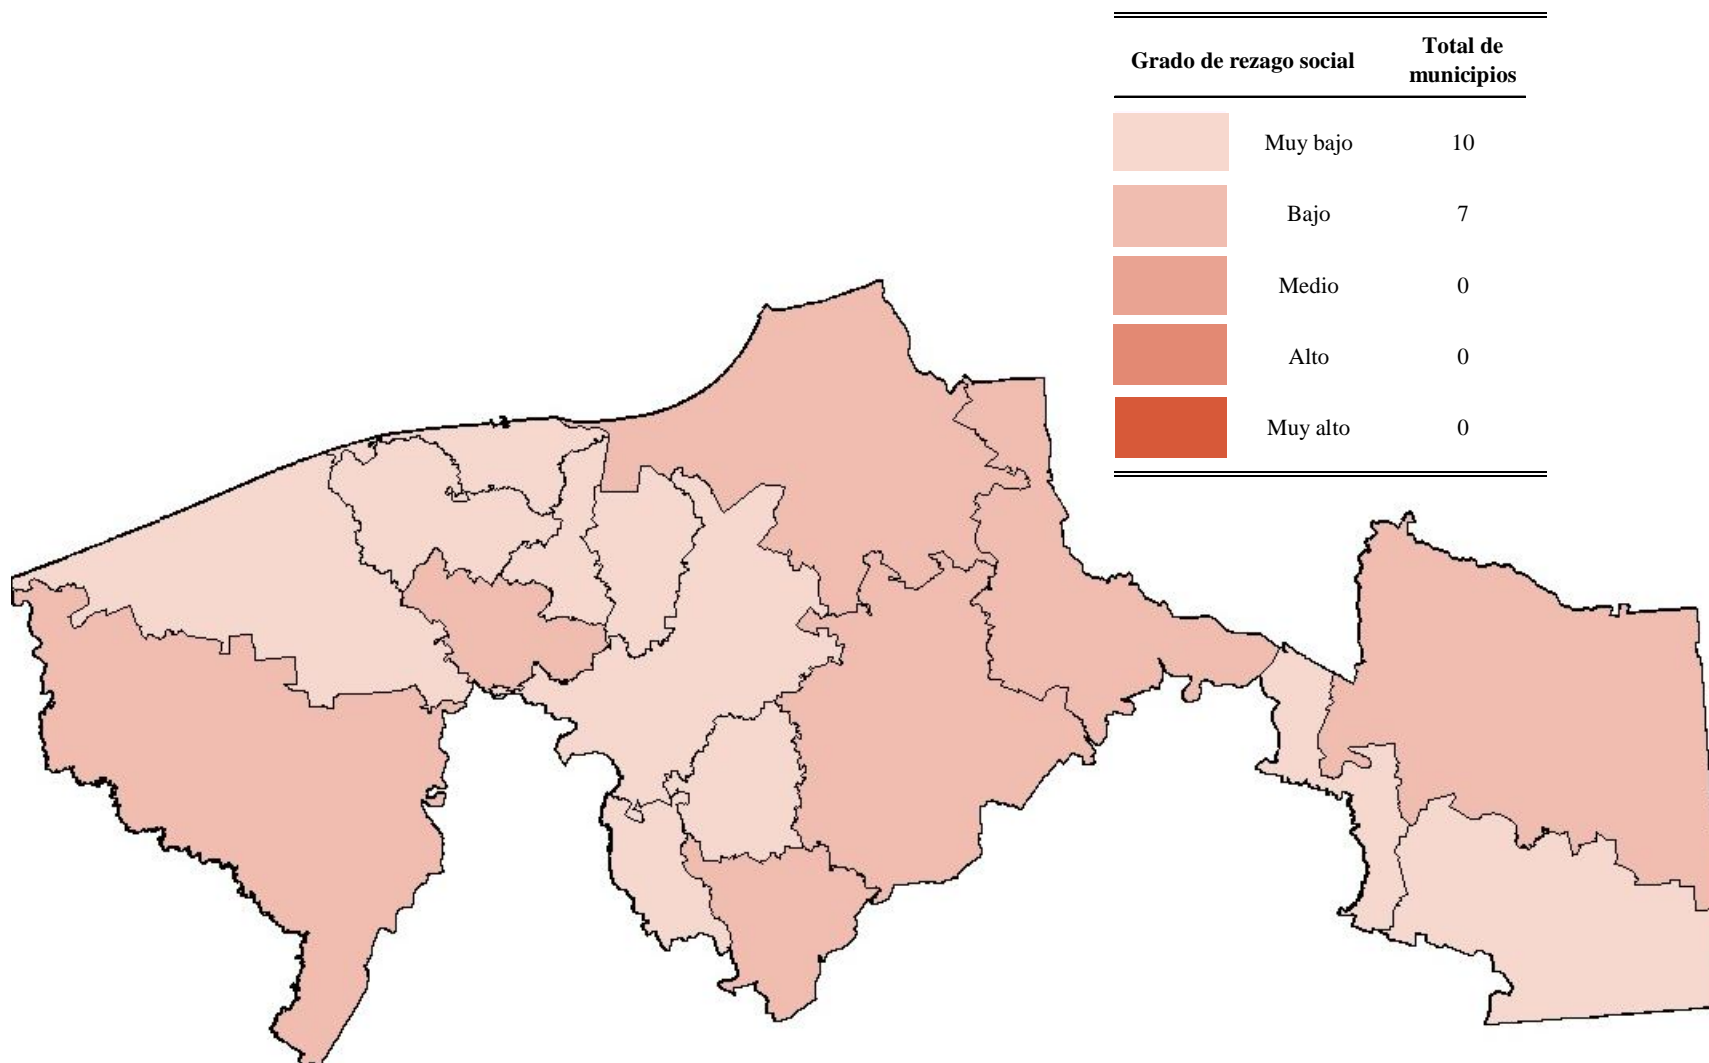 Grado de rezago social
Total de
municipios
Muy bajo 10
Bajo 7
Medio 0
Alto 0
Muy alto 0